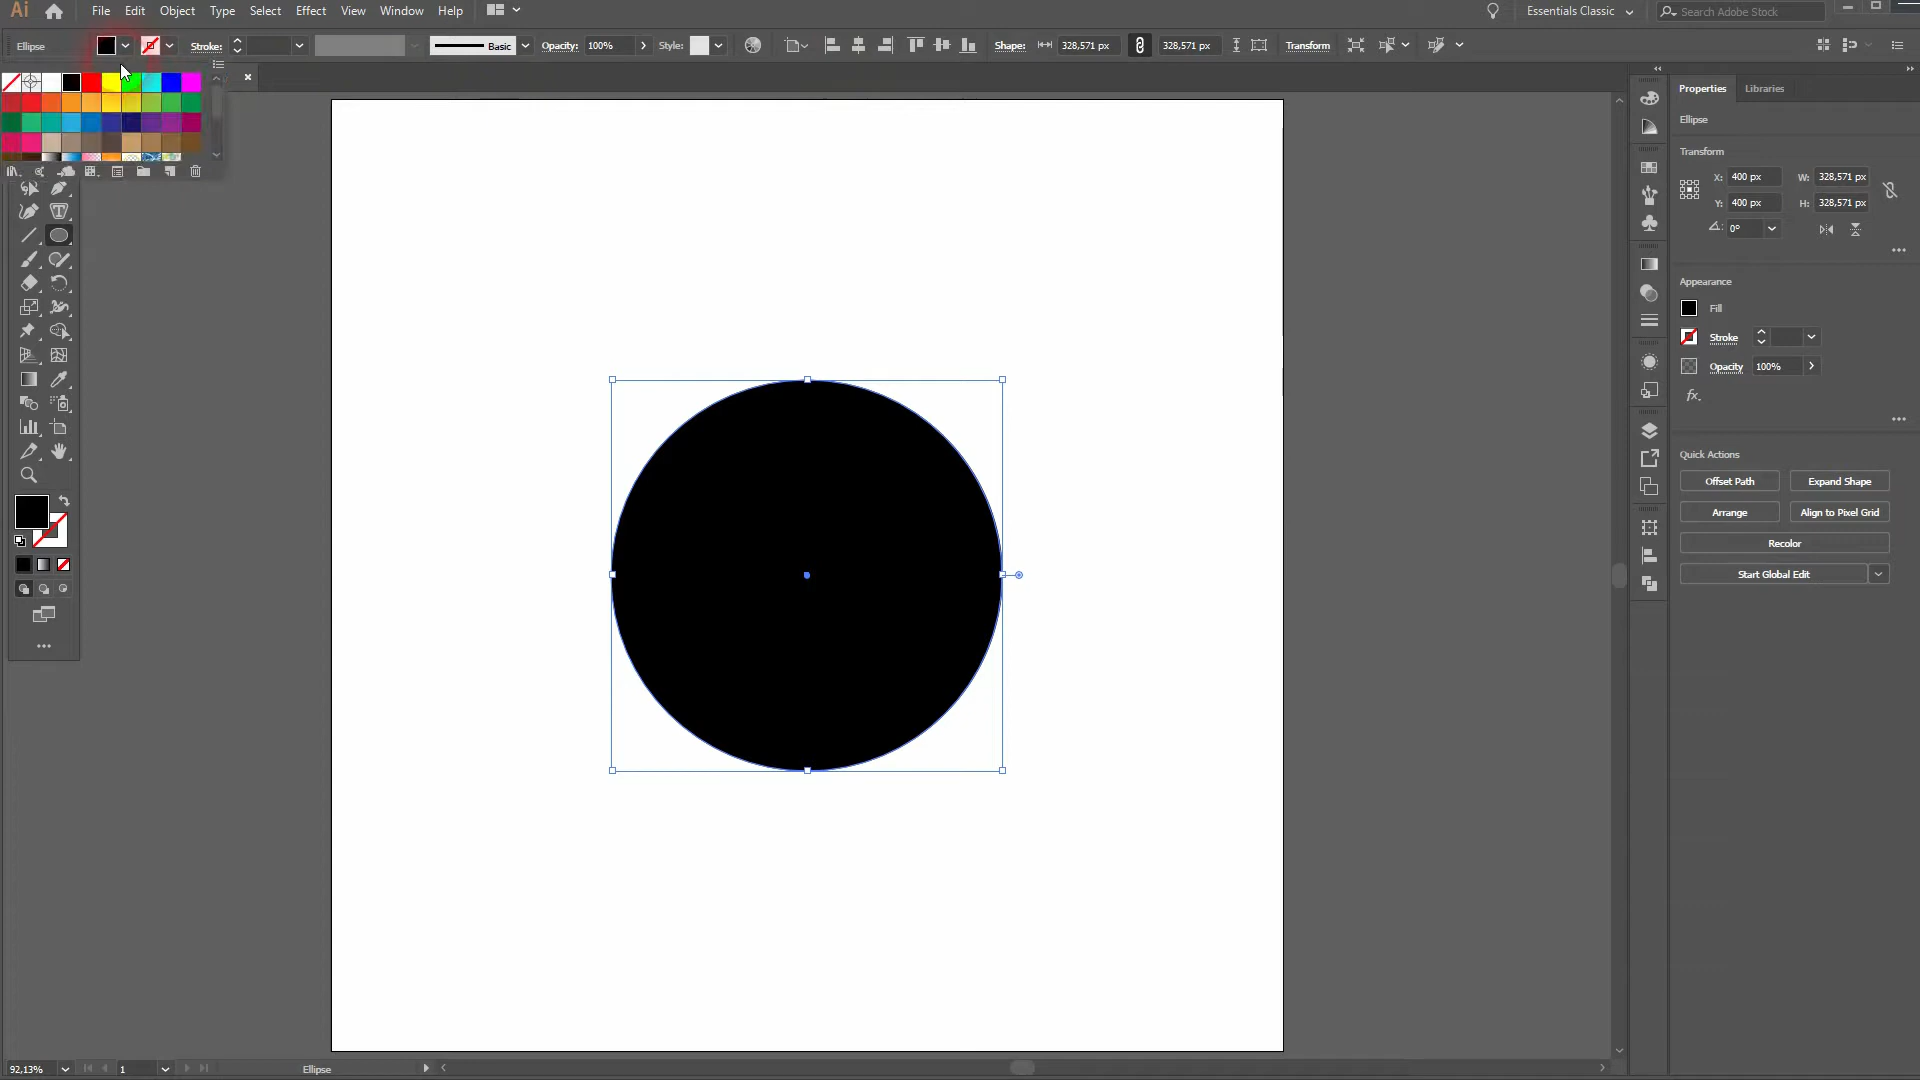 Ai File Edit Object Type Select Effect View Window Help Essentials Classic Search Adobe Stock
Ellipse Stroke: Basic Opacity: 100% Style: Shape: 328,571 px 328,571 px Transform
Properties Libraries
Ellipse
Transform
X: 400 px W: 328,571 px
Y: 400 px H: 328,571 px
0°
Appearance
Fill
Stroke
Opacity 100%
fx.
Quick Actions
Offset Path Expand Shape
Arrange Align to Pixel Grid
Recolor
Start Global Edit
92,13% 1 Ellipse